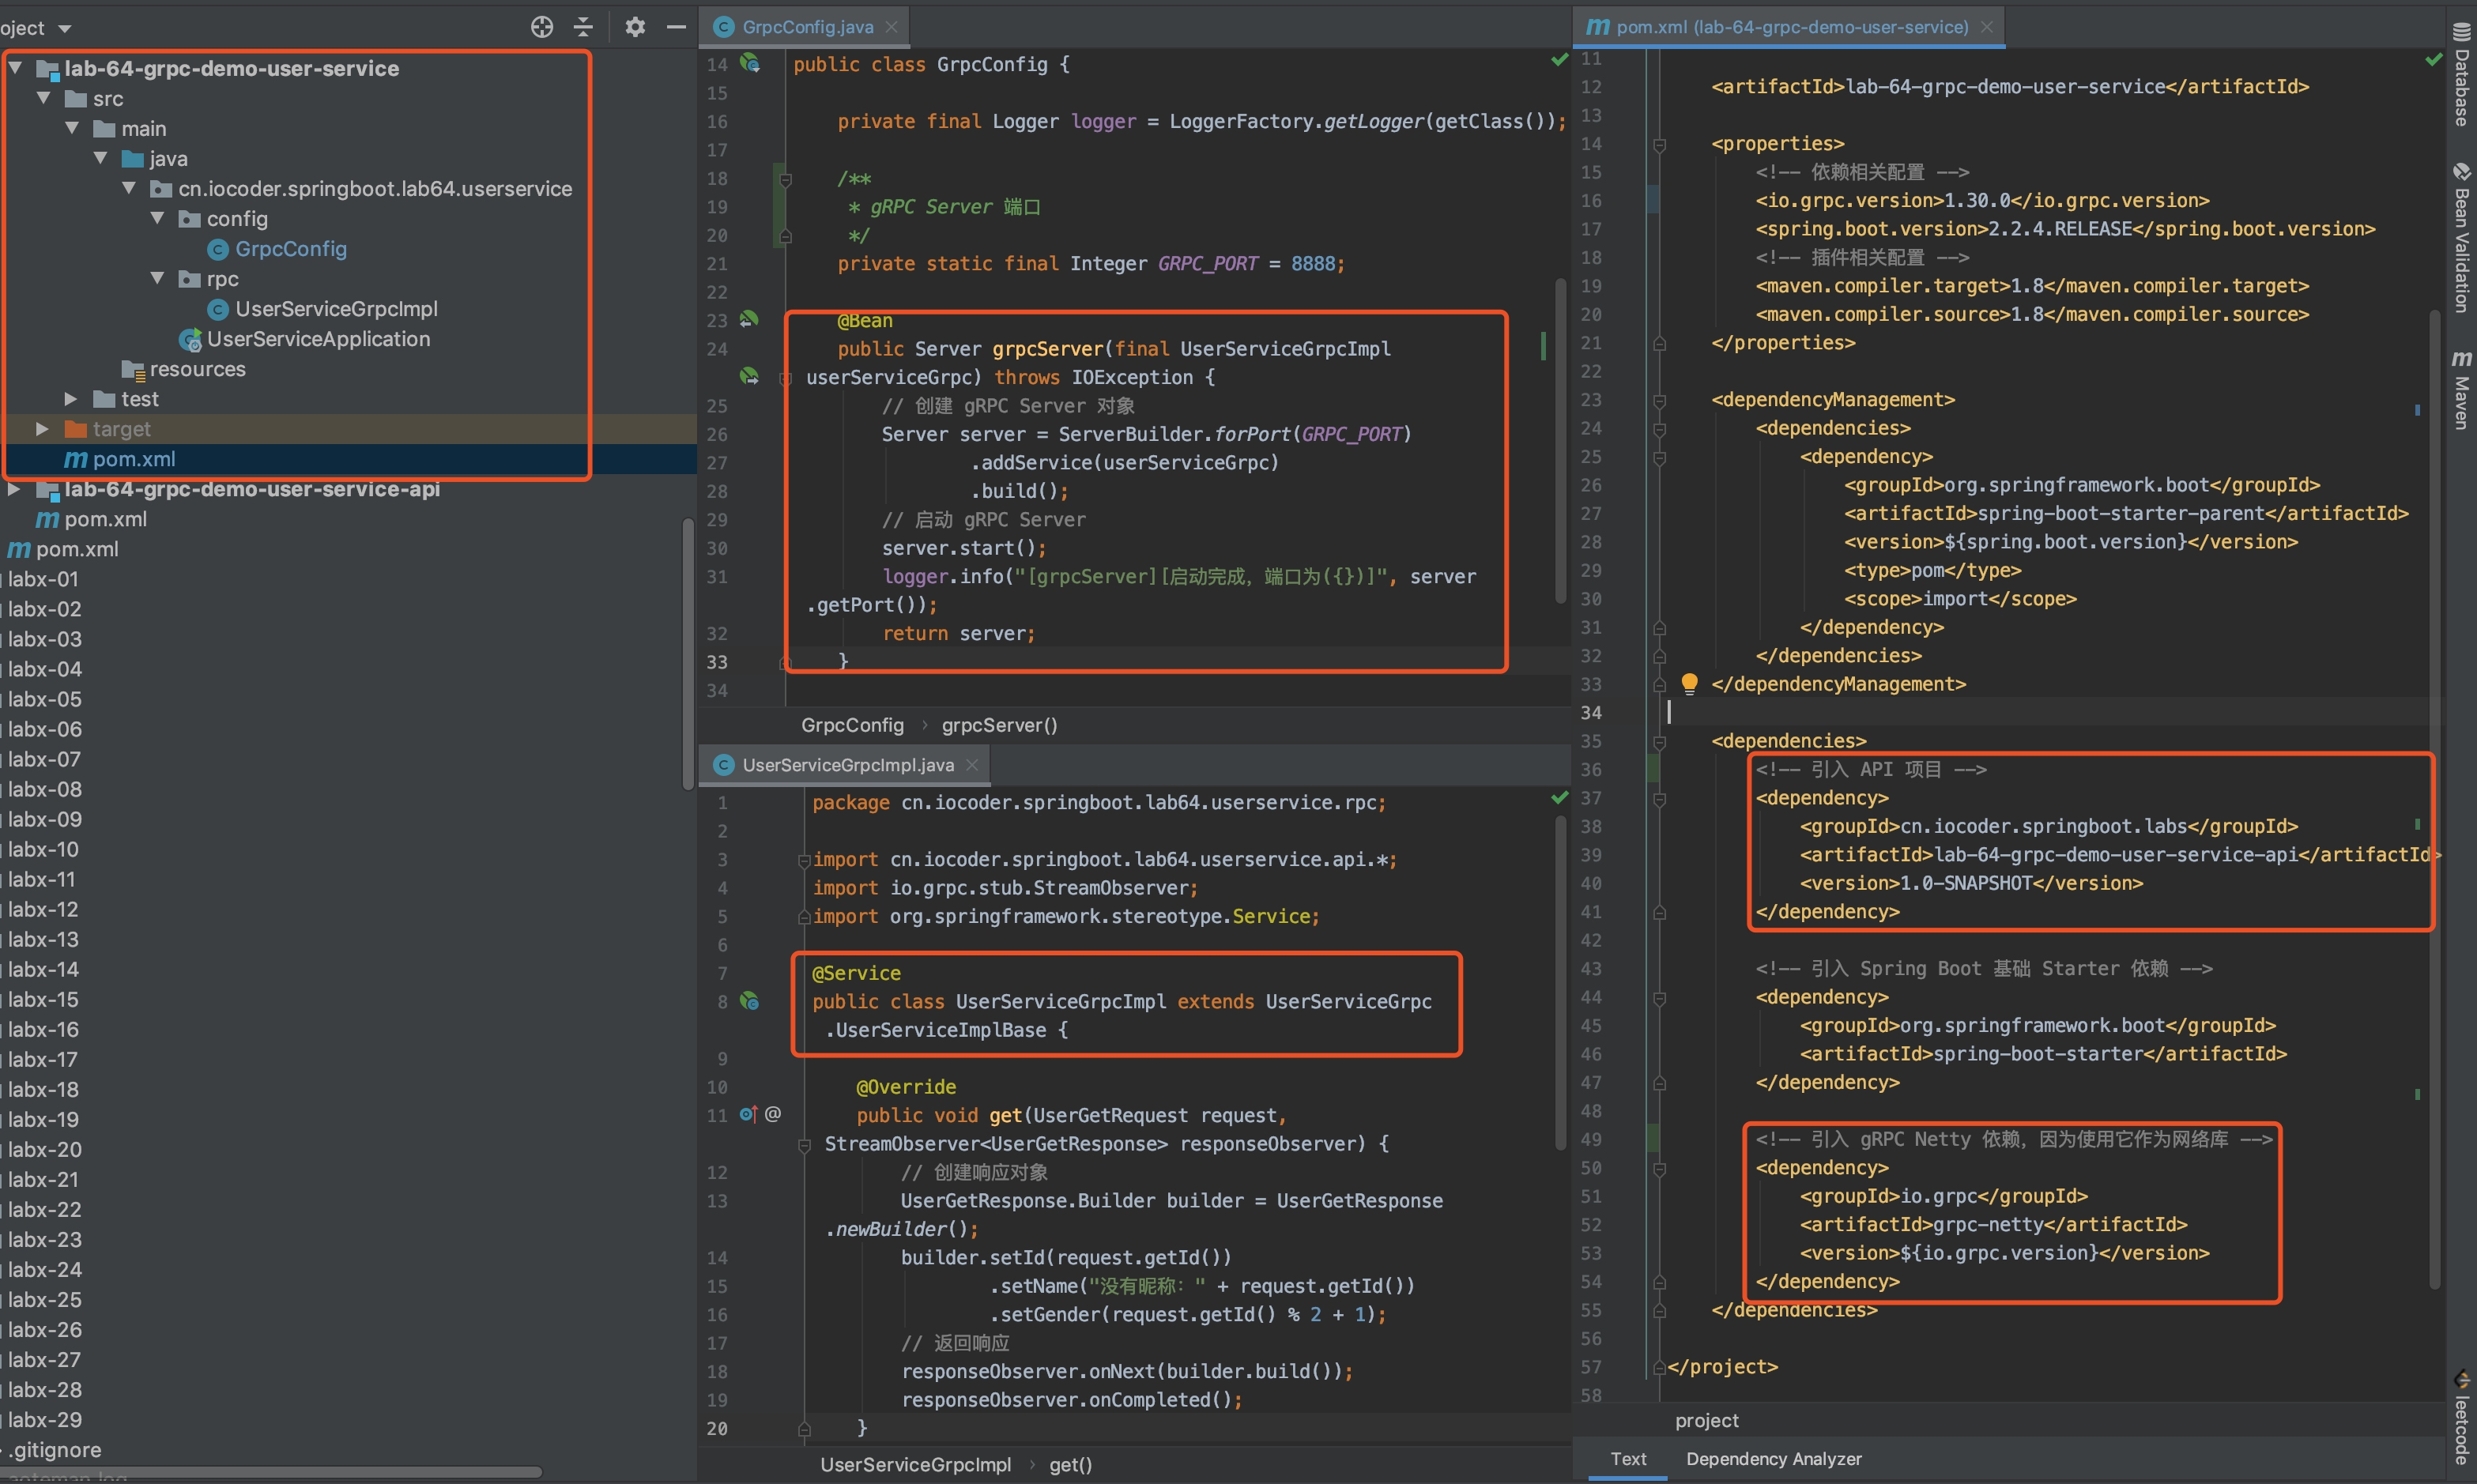 oject
lab-64-grpc-demo-user-service
src
main
java
cn.iocoder.springboot.lab64.userservice
config
GrpcConfig
rpc
UserServiceGrpcImpl
UserServiceApplication
resources
test
target
pom.xml
lab-64-grpc-demo-user-service-api
pom.xml
pom.xml
labx-01
labx-02
labx-03
labx-04
labx-05
labx-06
labx-07
labx-08
labx-09
labx-10
labx-11
labx-12
labx-13
labx-14
labx-15
labx-16
labx-17
labx-18
labx-19
labx-20
labx-21
labx-22
labx-23
labx-24
labx-25
labx-26
labx-27
labx-28
labx-29
.gitignore
GrpcConfig.java
14 public class GrpcConfig {
15
16 private final Logger logger = LoggerFactory.getLogger(getClass());
17
18 /**
19 * gRPC Server 端口
20 */
21 private static final Integer GRPC_PORT = 8888;
22
23 @Bean
24 public Server grpcServer(final UserServiceGrpcImpl
userServiceGrpc) throws IOException {
25 // 创建 gRPC Server 对象
26 Server server = ServerBuilder.forPort(GRPC_PORT)
27 .addService(userServiceGrpc)
28 .build();
29 // 启动 gRPC Server
30 server.start();
31 logger.info("[grpcServer][启动完成，端口为({})]", server
.getPort());
32 return server;
33 }
34
GrpcConfig › grpcServer()
UserServiceGrpcImpl.java
1 package cn.iocoder.springboot.lab64.userservice.rpc;
2
3 import cn.iocoder.springboot.lab64.userservice.api.*;
4 import io.grpc.stub.StreamObserver;
5 import org.springframework.stereotype.Service;
6
7 @Service
8 public class UserServiceGrpcImpl extends UserServiceGrpc
.UserServiceImplBase {
9
10 @Override
11 @ public void get(UserGetRequest request,
StreamObserver<UserGetResponse> responseObserver) {
12 // 创建响应对象
13 UserGetResponse.Builder builder = UserGetResponse
.newBuilder();
14 builder.setId(request.getId())
15 .setName("没有昵称：" + request.getId())
16 .setGender(request.getId() % 2 + 1);
17 // 返回响应
18 responseObserver.onNext(builder.build());
19 responseObserver.onCompleted();
20 }
UserServiceGrpcImpl › get()
pom.xml (lab-64-grpc-demo-user-service)
11
12 <artifactId>lab-64-grpc-demo-user-service</artifactId>
13
14 <properties>
15 <!-- 依赖相关配置 -->
16 <io.grpc.version>1.30.0</io.grpc.version>
17 <spring.boot.version>2.2.4.RELEASE</spring.boot.version>
18 <!-- 插件相关配置 -->
19 <maven.compiler.target>1.8</maven.compiler.target>
20 <maven.compiler.source>1.8</maven.compiler.source>
21 </properties>
22
23 <dependencyManagement>
24 <dependencies>
25 <dependency>
26 <groupId>org.springframework.boot</groupId>
27 <artifactId>spring-boot-starter-parent</artifactId>
28 <version>${spring.boot.version}</version>
29 <type>pom</type>
30 <scope>import</scope>
31 </dependency>
32 </dependencies>
33 </dependencyManagement>
34
35 <dependencies>
36 <!-- 引入 API 项目 -->
37 <dependency>
38 <groupId>cn.iocoder.springboot.labs</groupId>
39 <artifactId>lab-64-grpc-demo-user-service-api</artifactId>
40 <version>1.0-SNAPSHOT</version>
41 </dependency>
42
43 <!-- 引入 Spring Boot 基础 Starter 依赖 -->
44 <dependency>
45 <groupId>org.springframework.boot</groupId>
46 <artifactId>spring-boot-starter</artifactId>
47 </dependency>
48
49 <!-- 引入 gRPC Netty 依赖，因为使用它作为网络库 -->
50 <dependency>
51 <groupId>io.grpc</groupId>
52 <artifactId>grpc-netty</artifactId>
53 <version>${io.grpc.version}</version>
54 </dependency>
55 </dependencies>
56
57 </project>
58
project
Text Dependency Analyzer
Database
Bean Validation
Maven
leetcode